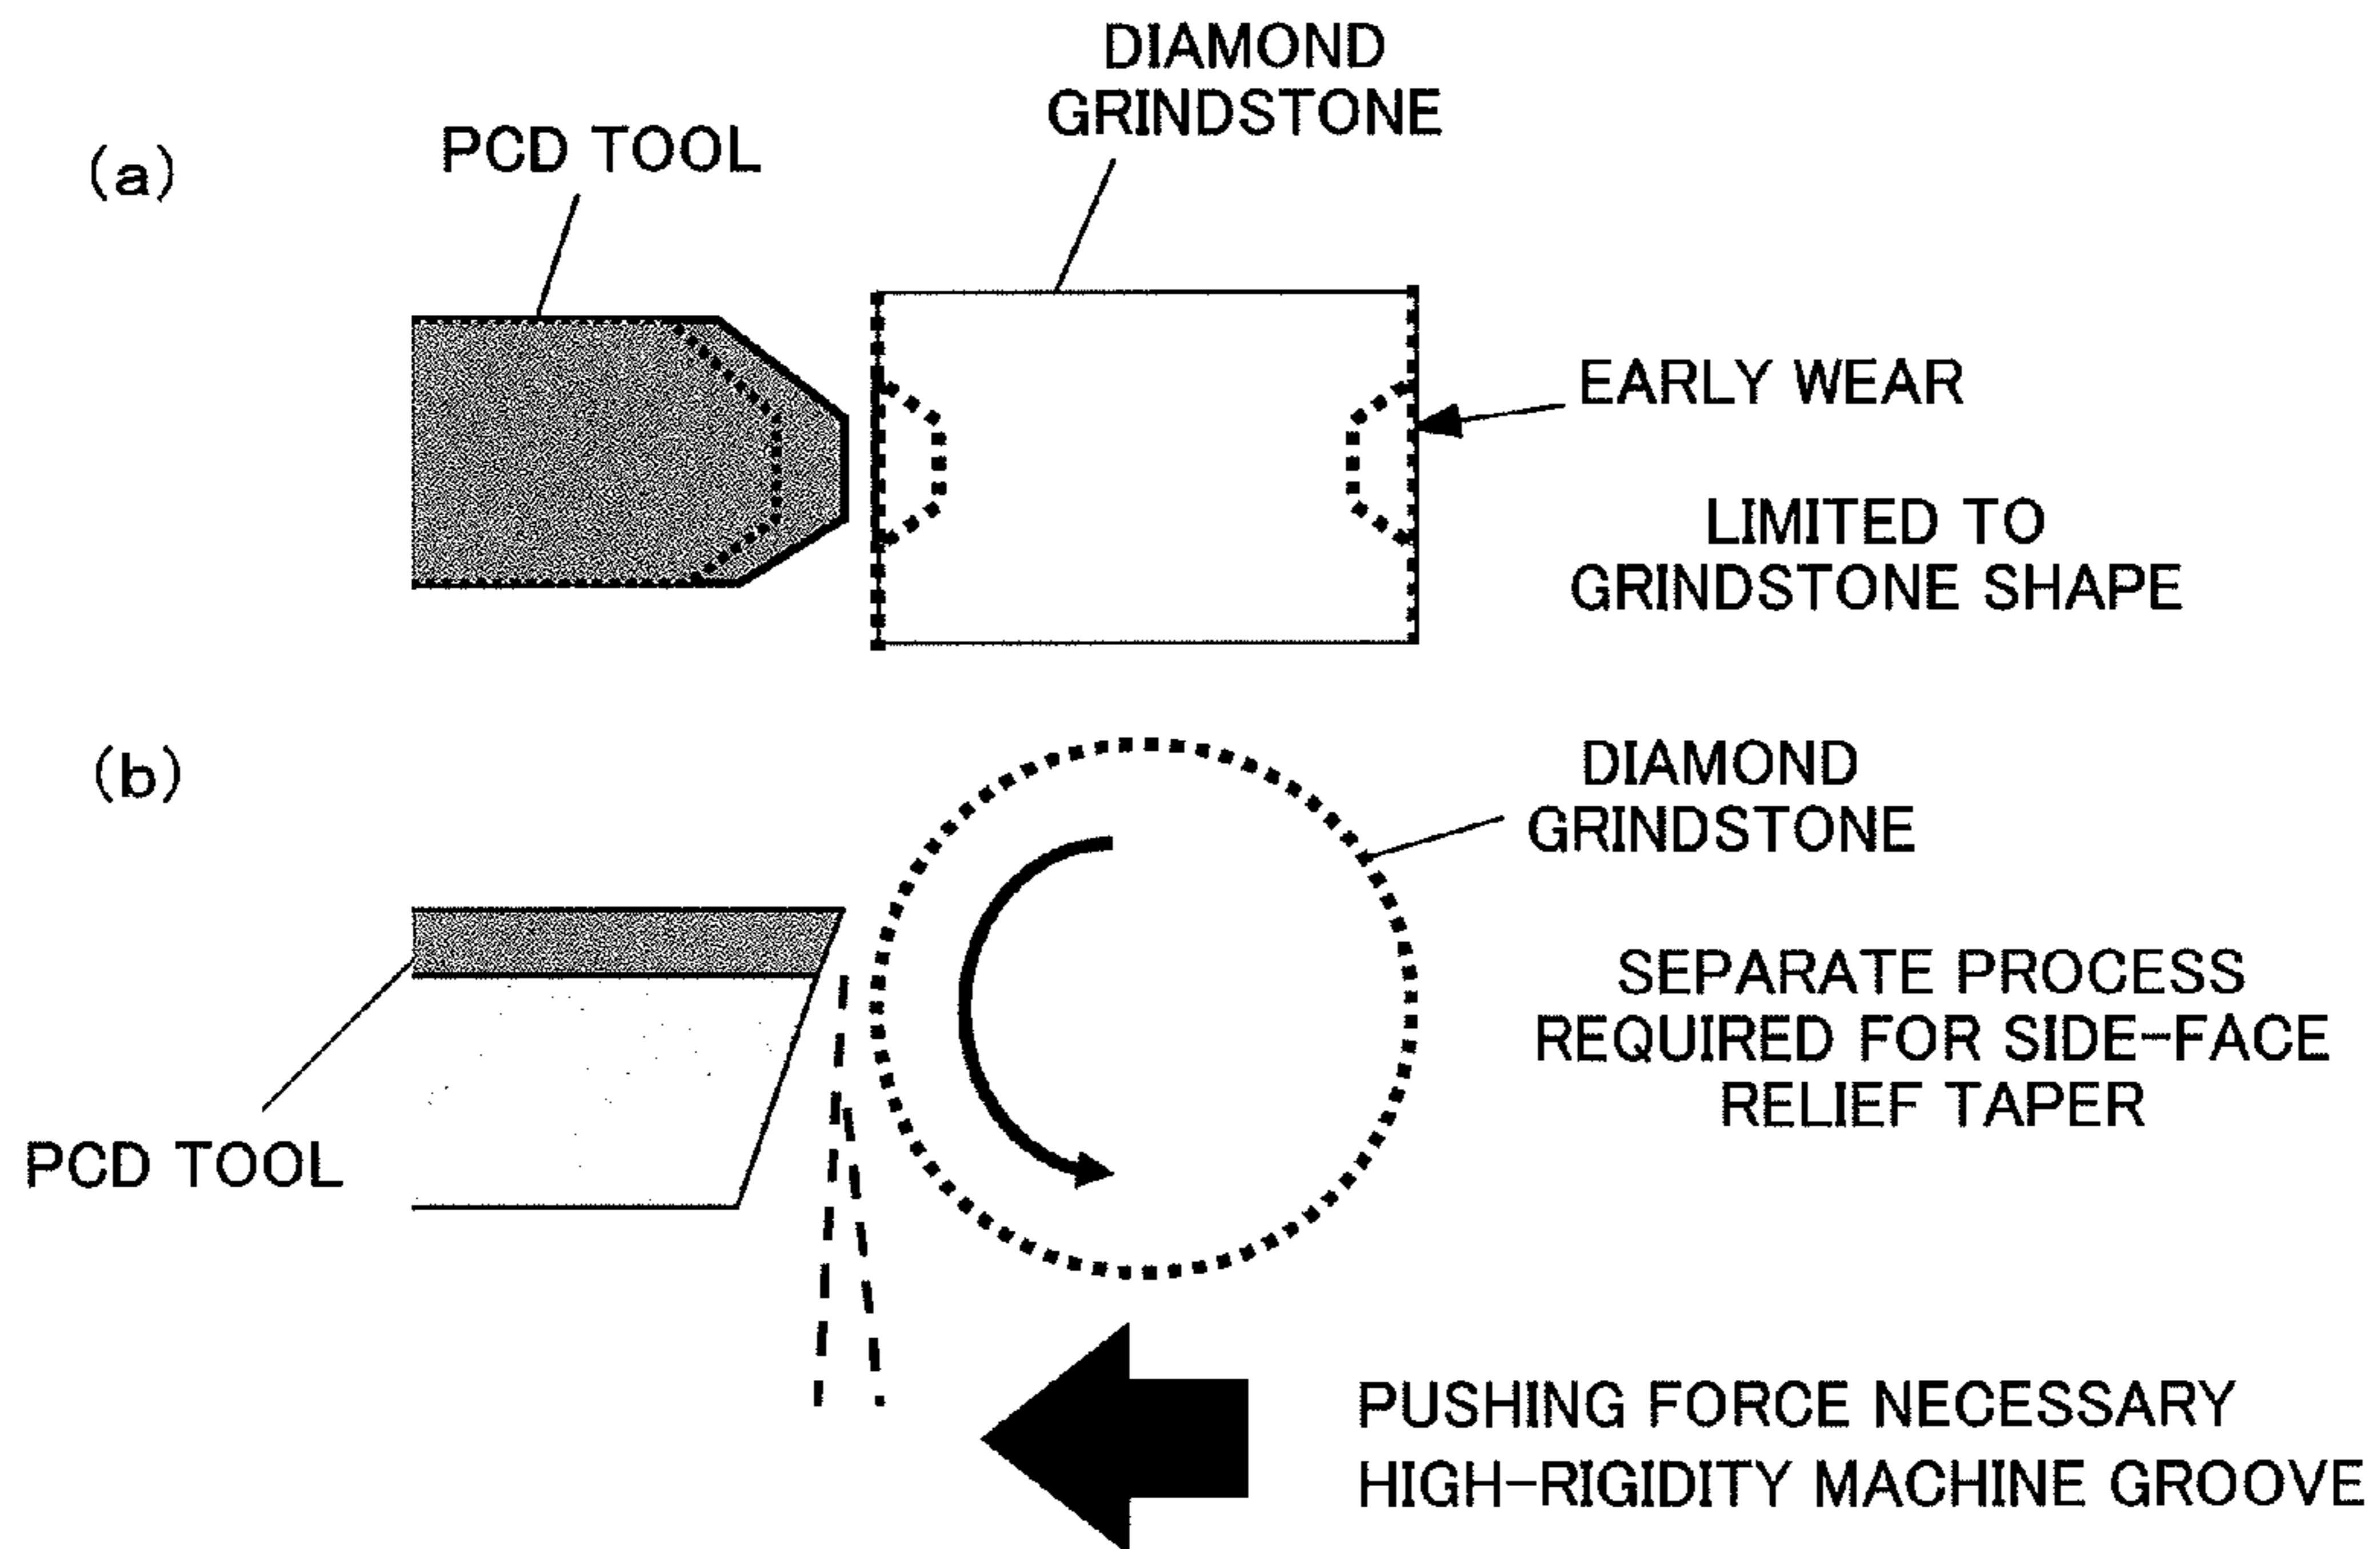 (a)
PCD TOOL
DIAMOND
GRINDSTONE
EARLY WEAR
LIMITED TO
GRINDSTONE SHAPE
(b)
DIAMOND
GRINDSTONE
SEPARATE PROCESS
REQUIRED FOR SIDE-FACE
RELIEF TAPER
PCD TOOL
PUSHING FORCE NECESSARY
HIGH-RIGIDITY MACHINE GROOVE